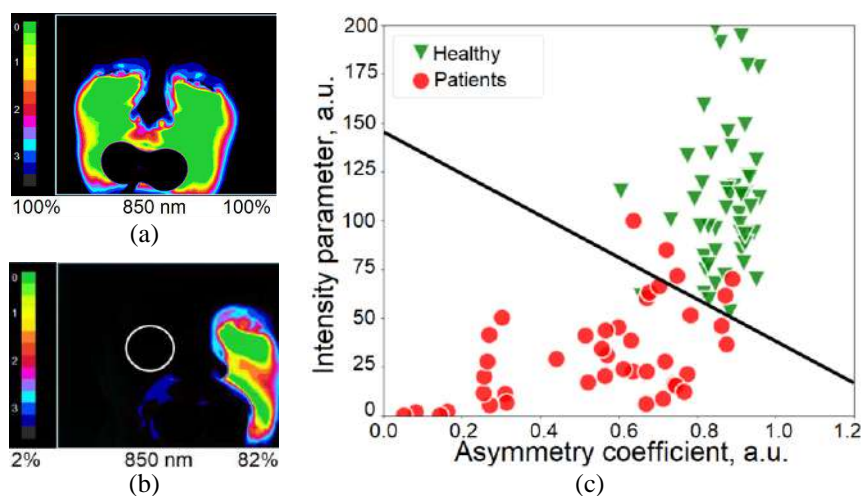 0
1
2
3
100% 850 nm 100%
(a)
0
1
2
3
2% 850 nm 82%
(b)
Healthy
Patients
Intensity parameter, a.u.
200
175
150
125
100
75
50
25
0
0.0 0.2 0.4 0.6 0.8 1.0 1.2
Asymmetry coefficient, a.u.
(c)